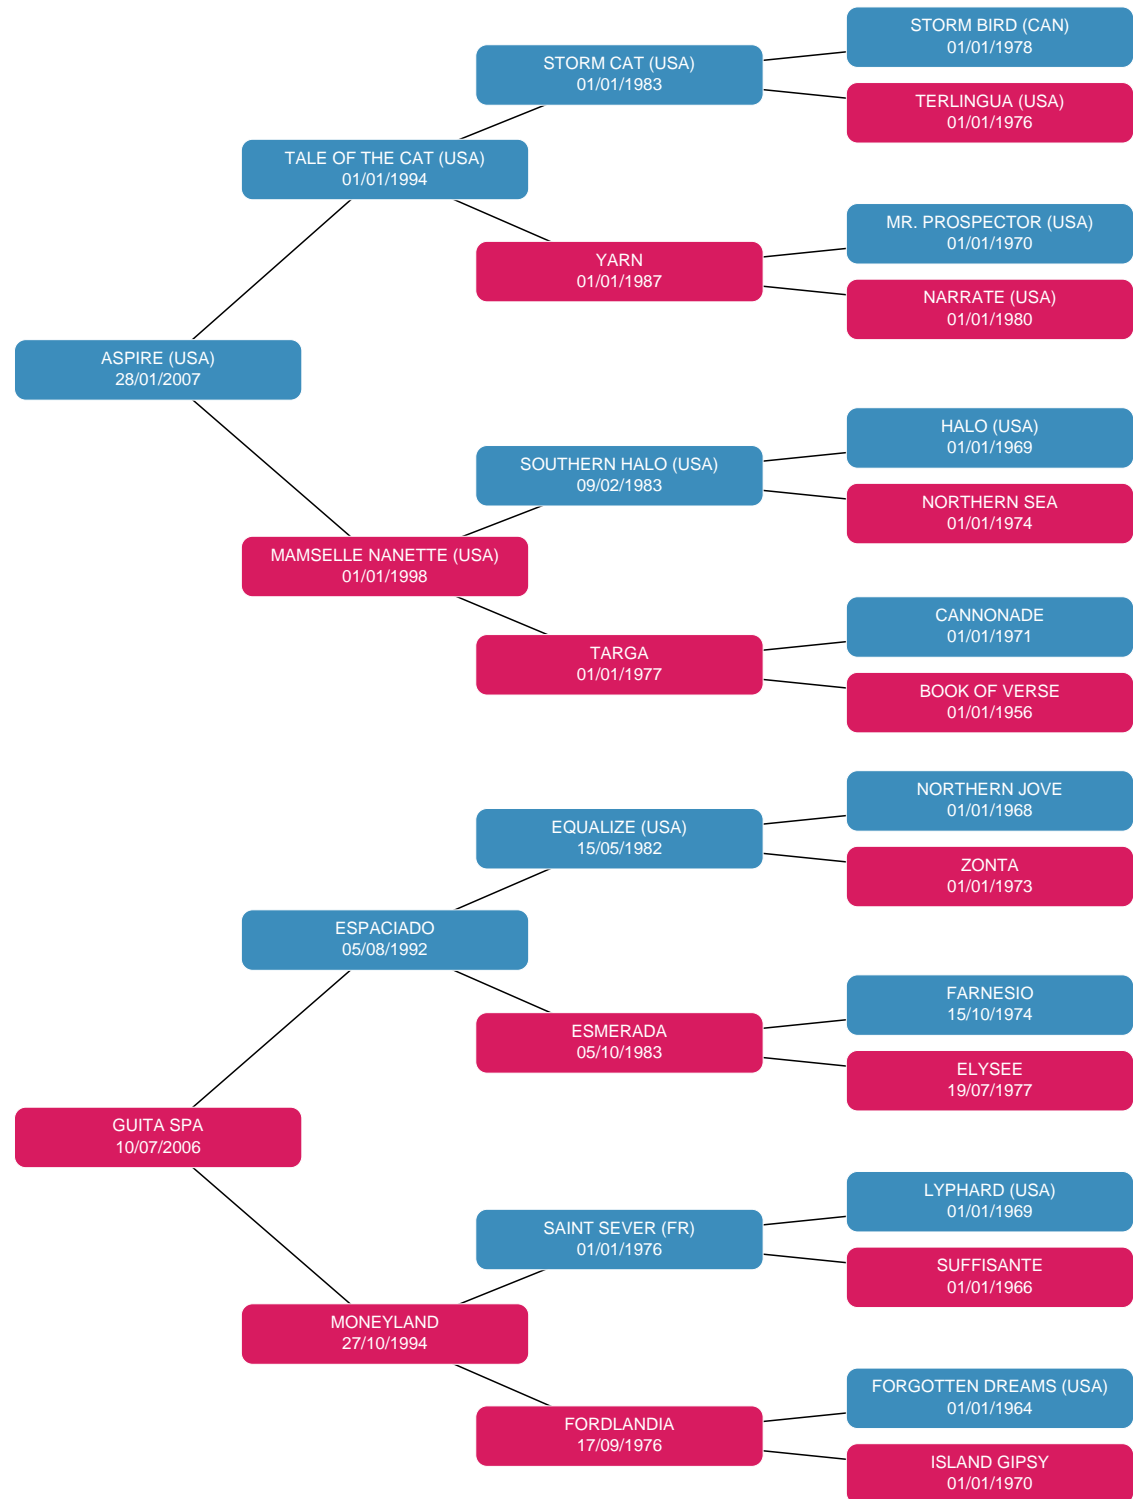 STORM BIRD (CAN)
01/01/1978
STORM CAT (USA)
01/01/1983
TERLINGUA (USA)
01/01/1976
TALE OF THE CAT (USA)
01/01/1994
MR. PROSPECTOR (USA)
01/01/1970
YARN
01/01/1987
NARRATE (USA)
01/01/1980
ASPIRE (USA)
28/01/2007
HALO (USA)
01/01/1969
SOUTHERN HALO (USA)
09/02/1983
NORTHERN SEA
01/01/1974
MAMSELLE NANETTE (USA)
01/01/1998
CANNONADE
01/01/1971
TARGA
01/01/1977
BOOK OF VERSE
01/01/1956
NORTHERN JOVE
01/01/1968
EQUALIZE (USA)
15/05/1982
ZONTA
01/01/1973
ESPACIADO
05/08/1992
FARNESIO
15/10/1974
ESMERADA
05/10/1983
ELYSEE
19/07/1977
GUITA SPA
10/07/2006
LYPHARD (USA)
01/01/1969
SAINT SEVER (FR)
01/01/1976
SUFFISANTE
01/01/1966
MONEYLAND
27/10/1994
FORGOTTEN DREAMS (USA)
01/01/1964
FORDLANDIA
17/09/1976
ISLAND GIPSY
01/01/1970